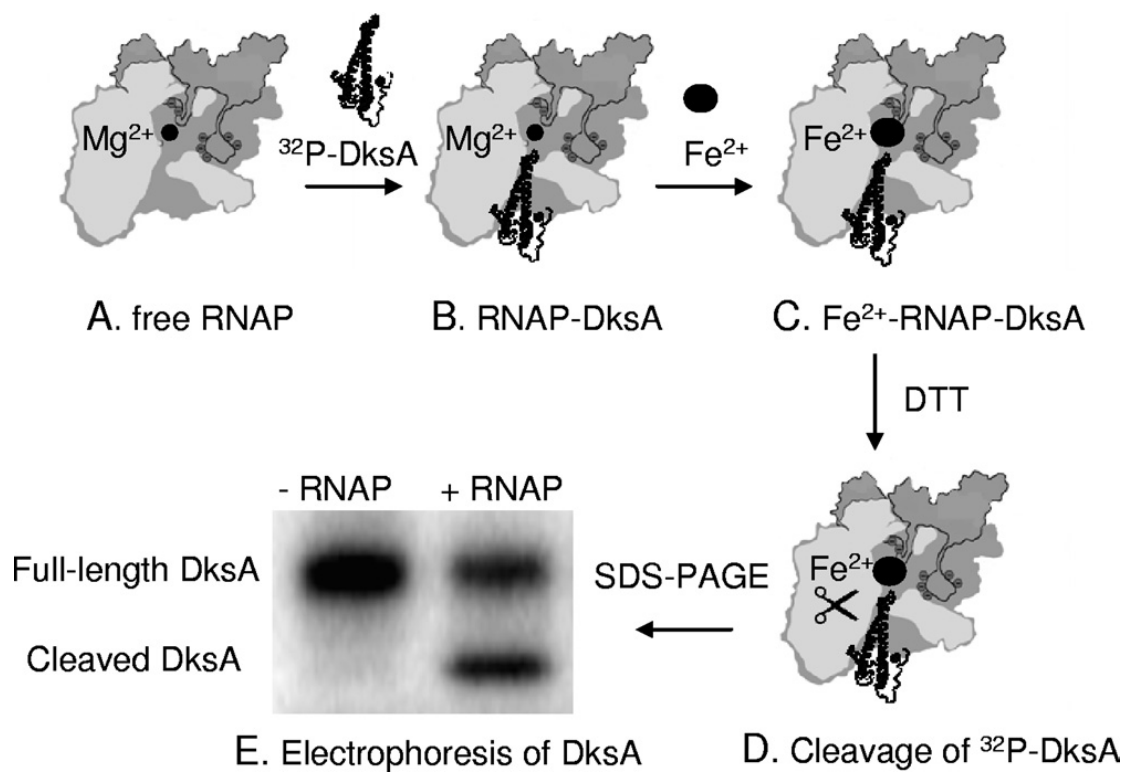 Mg²⁺
³²P-DksA
Mg²⁺
Fe²⁺
Fe²⁺
A. free RNAP
B. RNAP-DksA
C. Fe²⁺-RNAP-DksA
DTT
- RNAP
+ RNAP
Full-length DksA
Cleaved DksA
SDS-PAGE
Fe²⁺
E. Electrophoresis of DksA
D. Cleavage of ³²P-DksA